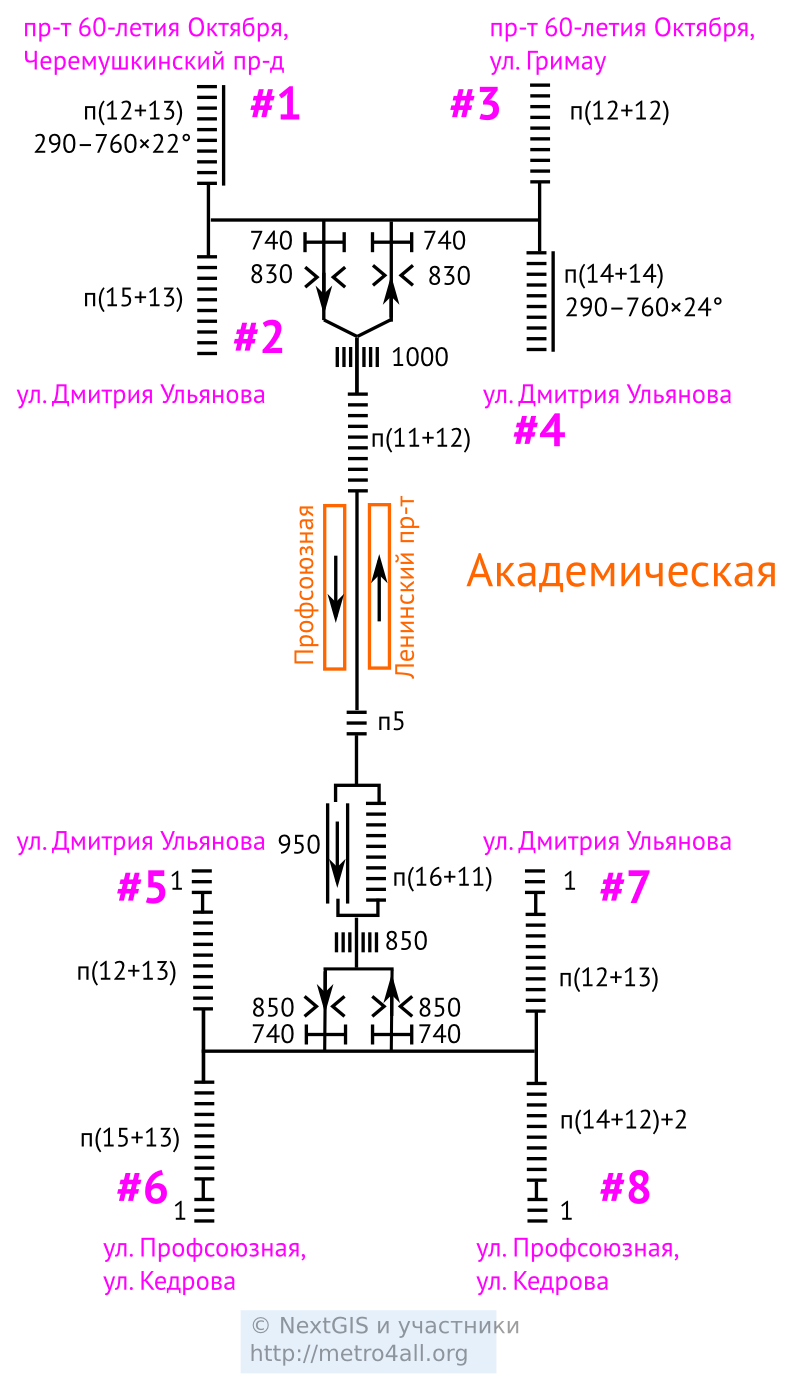 пр-т 60-летия Октября,
Черемушкинский пр-д
пр-т 60-летия Октября,
ул. Гримау
#1
#3
п(12+13)
290–760×22°
п(12+12)
740
740
830
830
п(15+13)
п(14+14)
290–760×24°
#2
1000
ул. Дмитрия Ульянова
ул. Дмитрия Ульянова
#4
п(11+12)
Профсоюзная
Ленинский пр-т
Академическая
п5
ул. Дмитрия Ульянова
950
ул. Дмитрия Ульянова
#5
1
п(16+11)
1
#7
850
п(12+13)
п(12+13)
850
850
740
740
п(15+13)
п(14+12)+2
#6
#8
1
1
ул. Профсоюзная,
ул. Кедрова
ул. Профсоюзная,
ул. Кедрова
© NextGIS и участники
http://metro4all.org